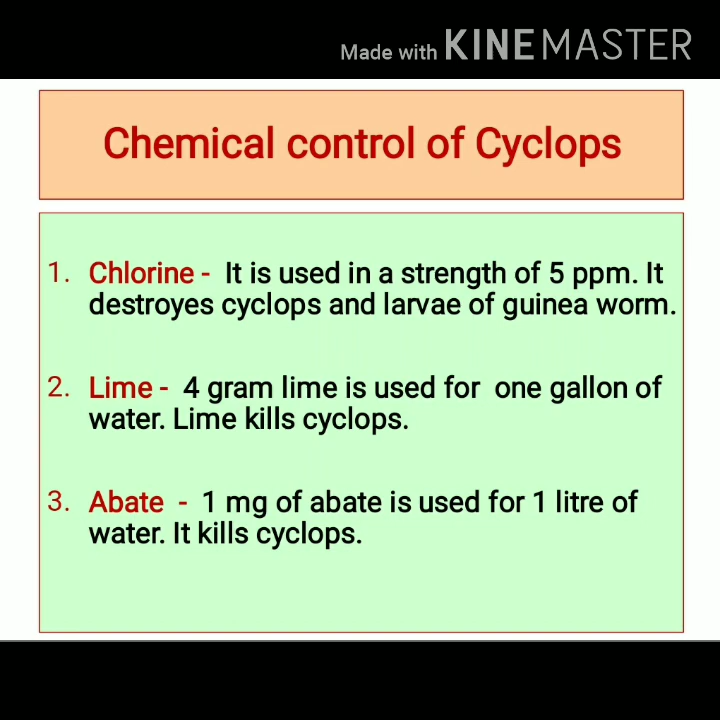 Made with KINEMASTER
Chemical control of Cyclops
1. Chlorine - It is used in a strength of 5 ppm. It
destroyes cyclops and larvae of guinea worm.
2. Lime - 4 gram lime is used for one gallon of
water. Lime kills cyclops.
3. Abate - 1 mg of abate is used for 1 litre of
water. It kills cyclops.